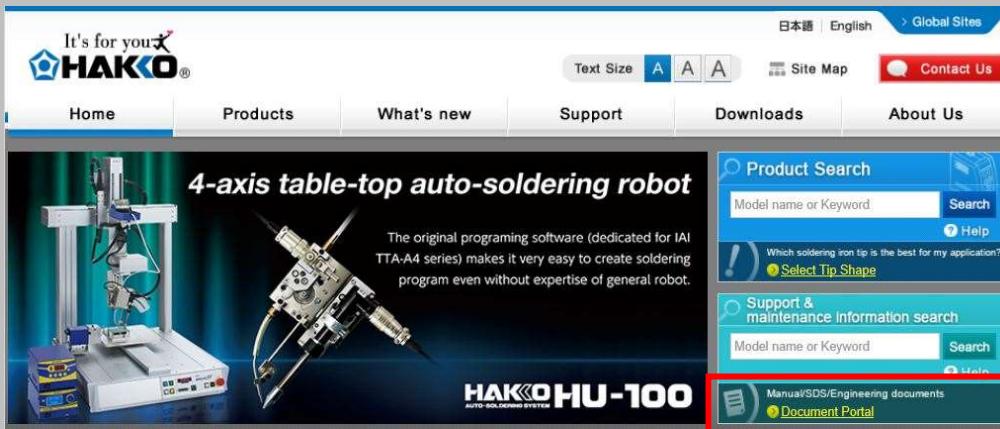 日本語 English > Global Sites
It's for you
HAKKO®
Text Size A A A Site Map Contact Us
Home Products What's new Support Downloads About Us
4-axis table-top auto-soldering robot
The original programing software (dedicated for IAI
TTA-A4 series) makes it very easy to create soldering
program even without expertise of general robot.
HAKKO HU-100
AUTO-SOLDERING SYSTEM
Product Search
Model name or Keyword Search
? Help
Which soldering iron tip is the best for my application?
Select Tip Shape
Support &
maintenance information search
Model name or Keyword Search
? Help
Manual/SDS/Engineering documents
Document Portal